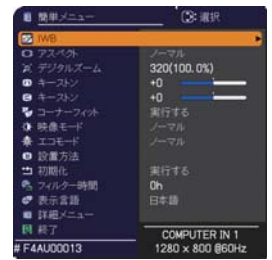 簡単メニュー
:選択
IWB
アスペクト ノーマル
デジタルズーム 320(100.0%)
キーストン +0
キーストン +0
コーナーフィット 実行する
映像モード ノーマル
エコモード ノーマル
設置方法
初期化 実行する
フィルター時間 0h
表示言語 日本語
詳細メニュー
終了
COMPUTER IN 1
# F4AU00013 1280 x 800 @60Hz